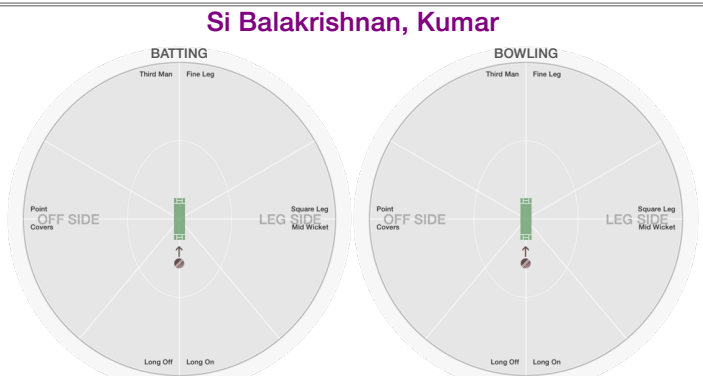 Si Balakrishnan, Kumar
BATTING
Third Man Fine Leg
Point Square Leg
OFF SIDE LEG SIDE
Covers Mid Wicket
Long Off Long On
BOWLING
Third Man Fine Leg
Point Square Leg
OFF SIDE LEG SIDE
Covers Mid Wicket
Long Off Long On